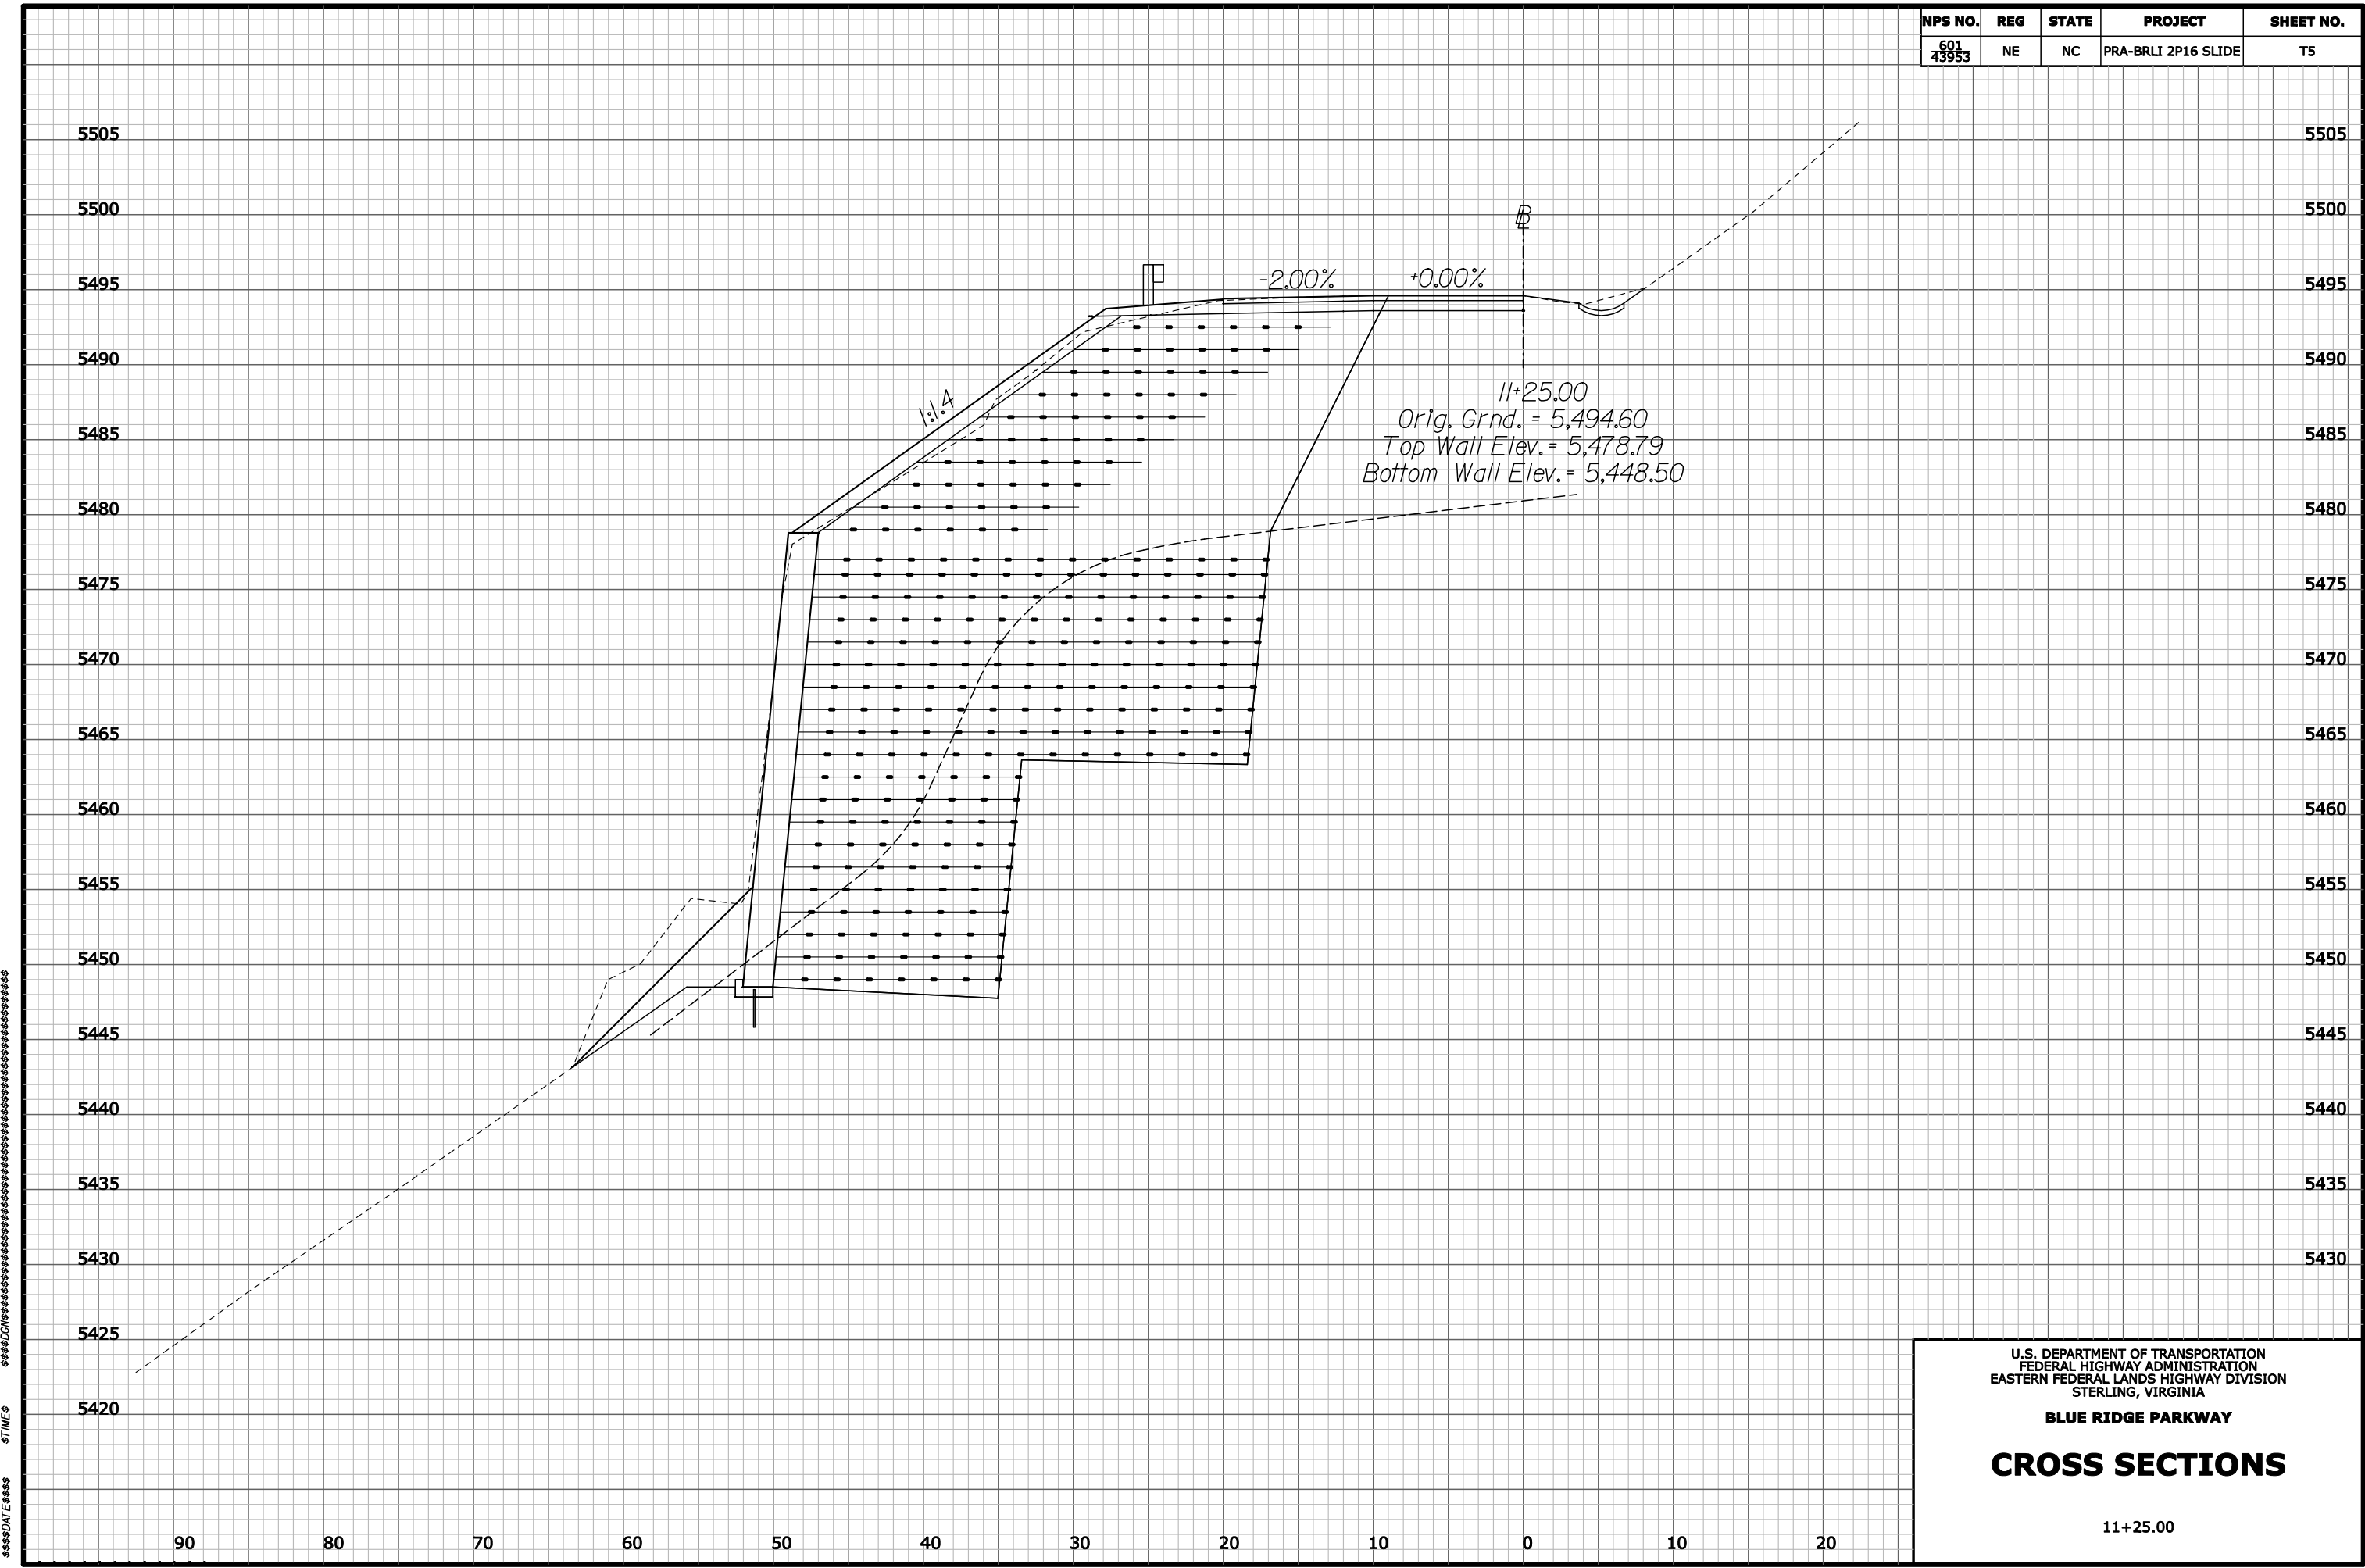 NPS NO. REG STATE PROJECT SHEET NO.
601
43953 NE NC PRA-BRLI 2P16 SLIDE T5
5505 5505
5500 5500
5495 5495
-2.00% +0.00%
5490 5490
11+25.00
1:1.4
Orig. Grnd. = 5,494.60
5485 5485
Top Wall Elev. = 5,478.79
Bottom Wall Elev. = 5,448.50
5480 5480
5475 5475
5470 5470
5465 5465
5460 5460
5455 5455
5450 5450
5445 5445
5440 5440
5435 5435
5430 5430
5425
5420
U.S. DEPARTMENT OF TRANSPORTATION
FEDERAL HIGHWAY ADMINISTRATION
EASTERN FEDERAL LANDS HIGHWAY DIVISION
STERLING, VIRGINIA
BLUE RIDGE PARKWAY
CROSS SECTIONS
11+25.00
90 80 70 60 50 40 30 20 10 0 10 20
$TIME$